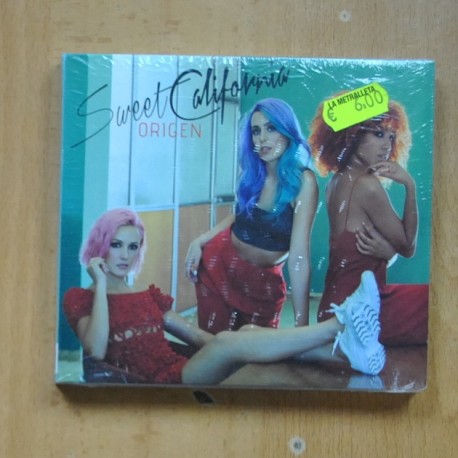 Sweet California
ORIGEN
LA METRALLETA
€ 6,00